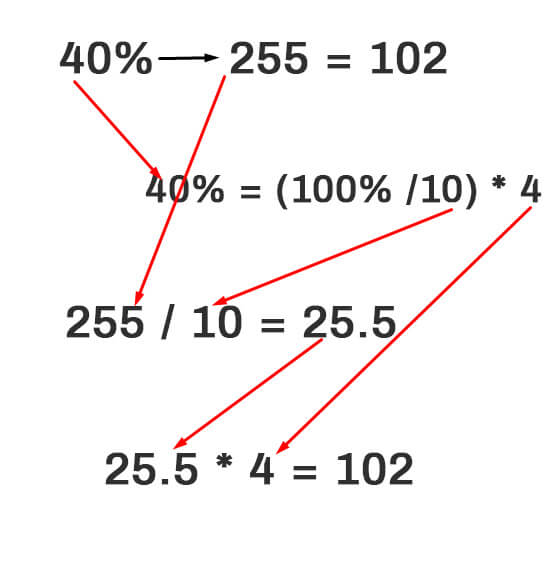 40% → 255 = 102
40% = (100% /10) * 4
255 / 10 = 25.5
25.5 * 4 = 102